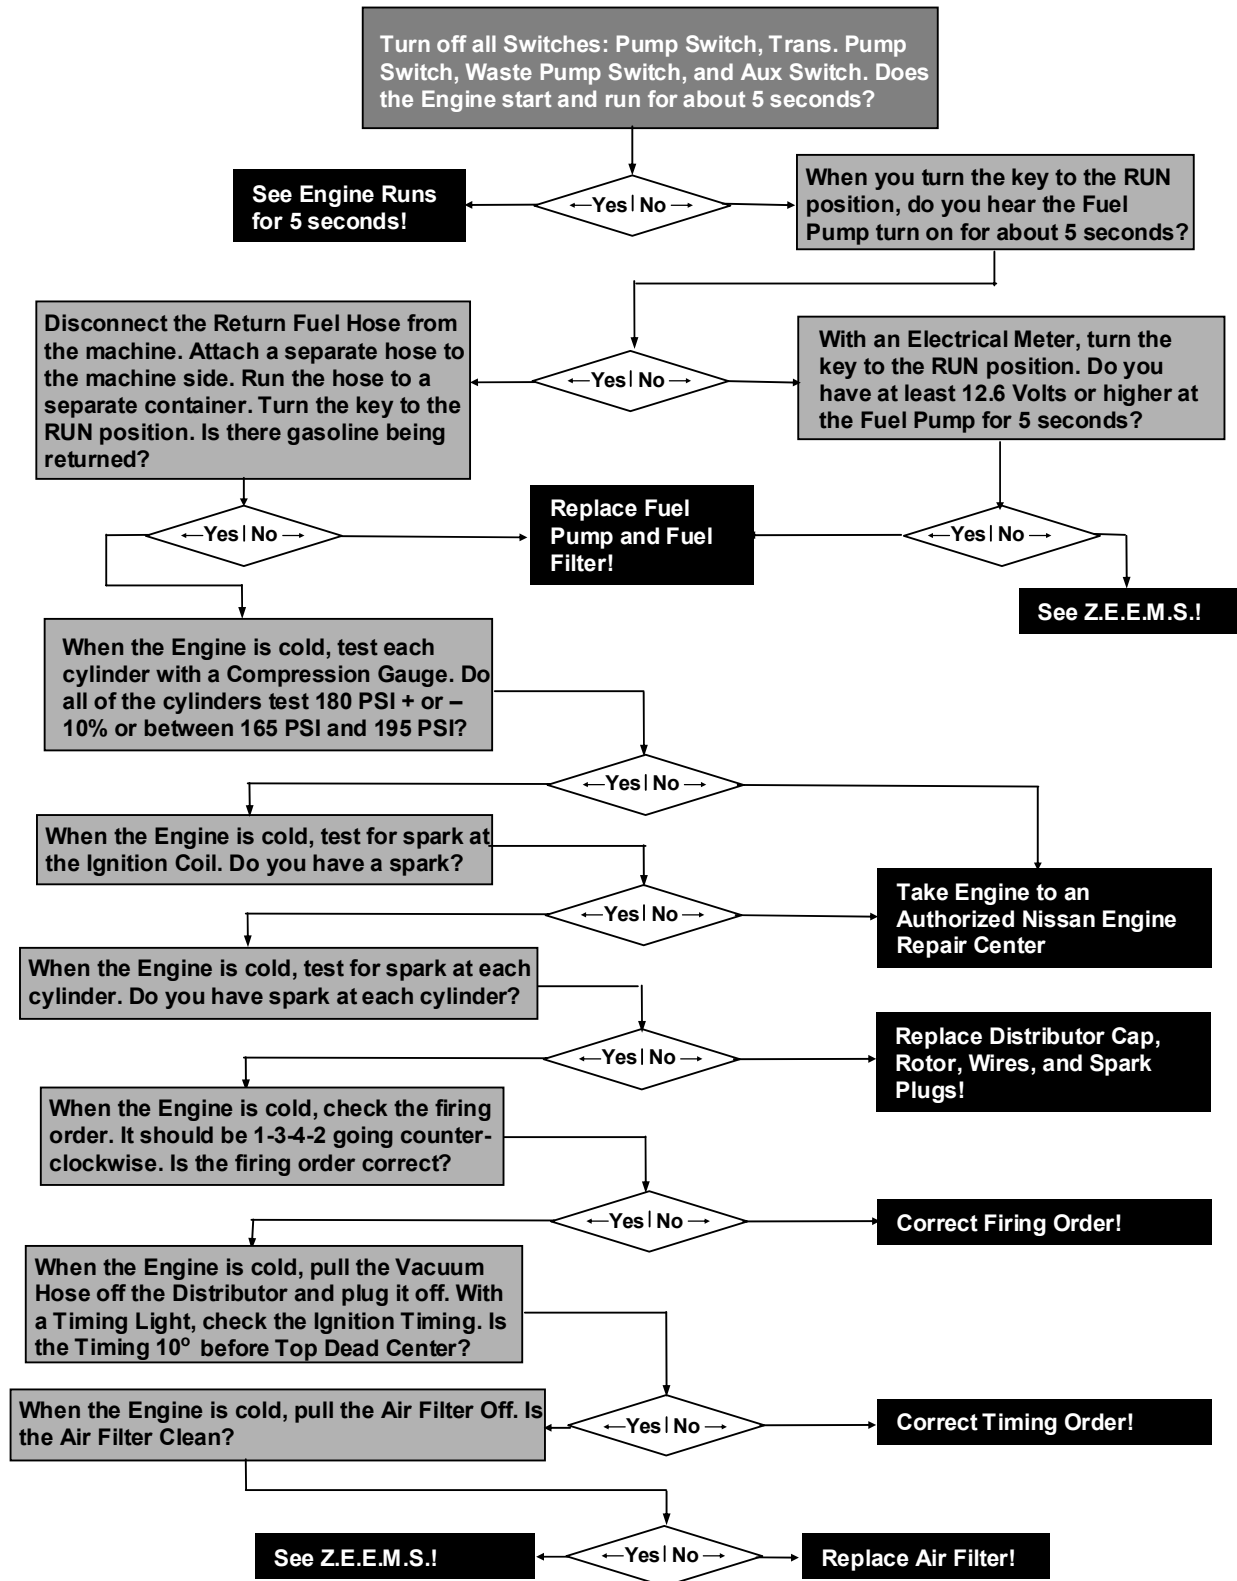 Turn off all Switches: Pump Switch, Trans. Pump
Switch, Waste Pump Switch, and Aux Switch. Does
the Engine start and run for about 5 seconds?
Yes No
See Engine Runs
for 5 seconds!
When you turn the key to the RUN
position, do you hear the Fuel
Pump turn on for about 5 seconds?
Yes No
Disconnect the Return Fuel Hose from
the machine. Attach a separate hose to
the machine side. Run the hose to a
separate container. Turn the key to the
RUN position. Is there gasoline being
returned?
With an Electrical Meter, turn the
key to the RUN position. Do you
have at least 12.6 Volts or higher at
the Fuel Pump for 5 seconds?
Yes No
Replace Fuel
Pump and Fuel
Filter!
Yes No
See Z.E.E.M.S.!
When the Engine is cold, test each
cylinder with a Compression Gauge. Do
all of the cylinders test 180 PSI + or –
10% or between 165 PSI and 195 PSI?
Yes No
When the Engine is cold, test for spark at
the Ignition Coil. Do you have a spark?
Yes No
Take Engine to an
Authorized Nissan Engine
Repair Center
When the Engine is cold, test for spark at each
cylinder. Do you have spark at each cylinder?
Yes No
Replace Distributor Cap,
Rotor, Wires, and Spark
Plugs!
When the Engine is cold, check the firing
order. It should be 1-3-4-2 going counter-
clockwise. Is the firing order correct?
Yes No
Correct Firing Order!
When the Engine is cold, pull the Vacuum
Hose off the Distributor and plug it off. With
a Timing Light, check the Ignition Timing. Is
the Timing 10° before Top Dead Center?
Yes No
Correct Timing Order!
When the Engine is cold, pull the Air Filter Off. Is
the Air Filter Clean?
Yes No
See Z.E.E.M.S.!
Replace Air Filter!